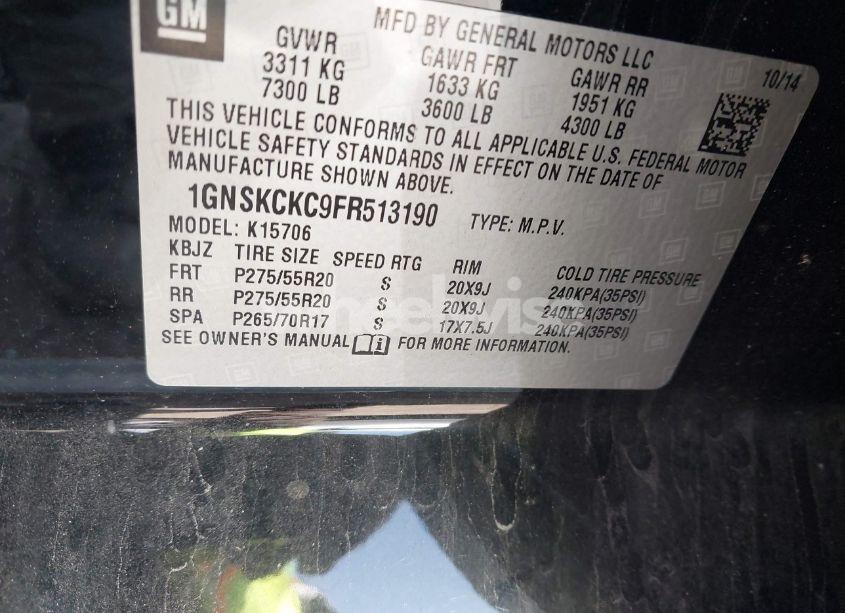 GM
MFD BY GENERAL MOTORS LLC
GVWR GAWR FRT GAWR RR 10/14
3311 KG 1633 KG 1951 KG
7300 LB 3600 LB 4300 LB
THIS VEHICLE CONFORMS TO ALL APPLICABLE U.S. FEDERAL MOTOR
VEHICLE SAFETY STANDARDS IN EFFECT ON THE DATE OF
MANUFACTURE SHOWN ABOVE.
1GNSKCKC9FR513190 TYPE: M.P.V.
MODEL: K15706
KBJZ TIRE SIZE SPEED RTG RIM COLD TIRE PRESSURE
FRT P275/55R20 S 20X9J 240KPA(35PSI)
RR P275/55R20 S 20X9J 240KPA(35PSI)
SPA P265/70R17 S 17X7.5J 240KPA(35PSI)
SEE OWNER'S MANUAL i FOR MORE INFORMATION.